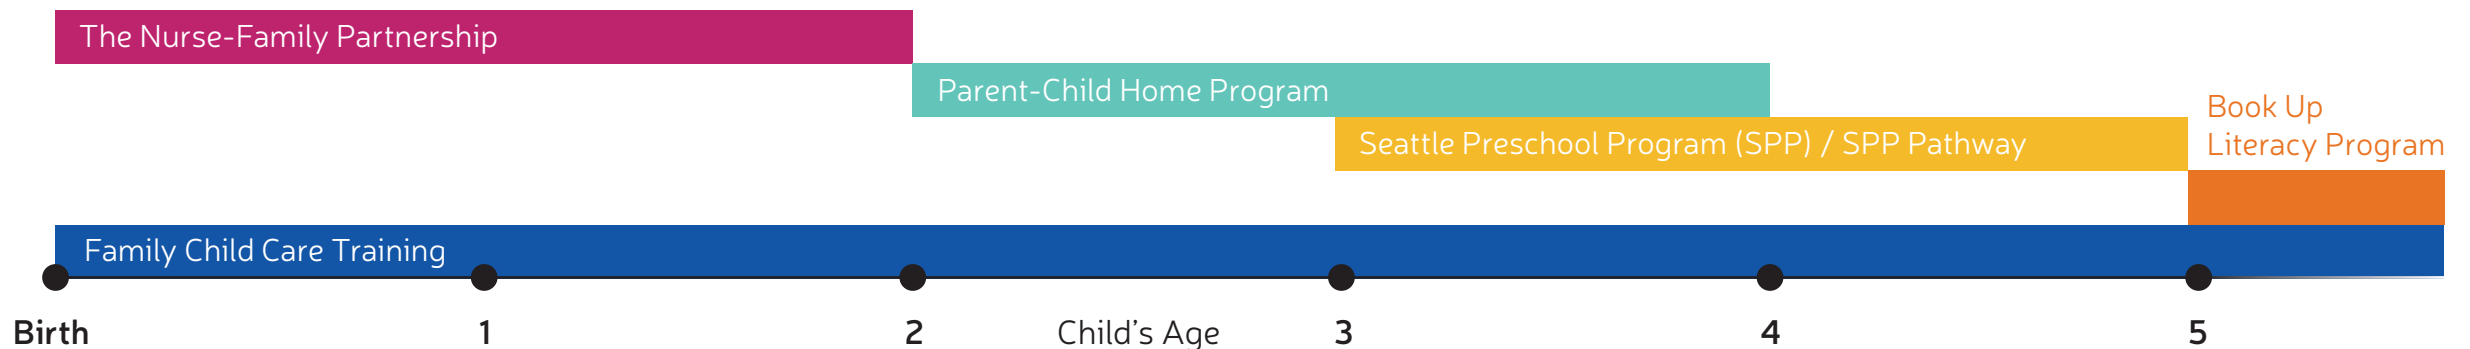 The Nurse-Family Partnership
Parent-Child Home Program
Book Up
Literacy Program
Seattle Preschool Program (SPP) / SPP Pathway
Family Child Care Training
Birth
1
2
Child's Age
3
4
5